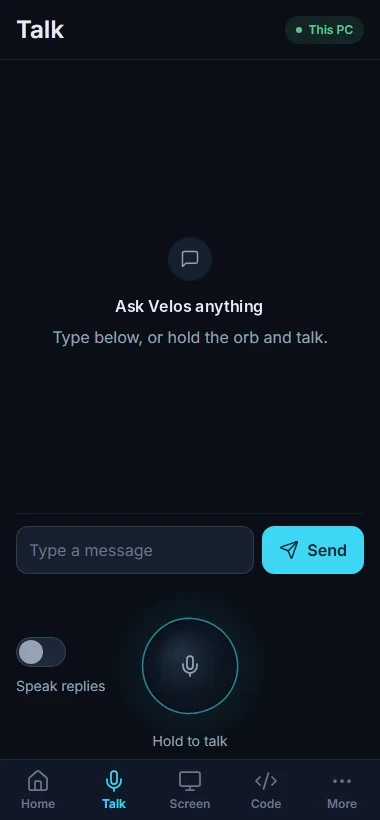 Talk
This PC
Ask Velos anything
Type below, or hold the orb and talk.
Type a message
Send
Speak replies
Hold to talk
Home
Talk
Screen
Code
More